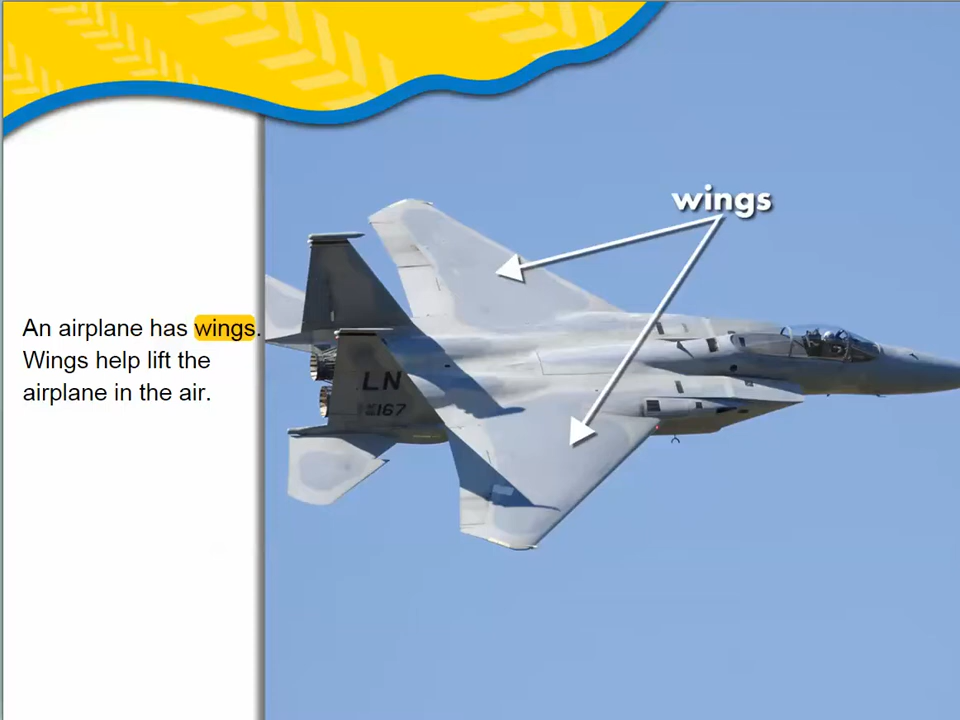 wings
An airplane has wings.
Wings help lift the
airplane in the air.
LN
167